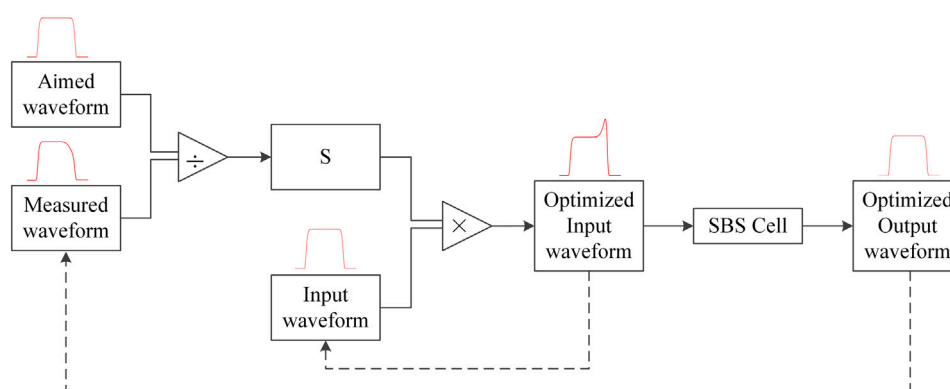 Aimed
waveform
÷
S
Measured
waveform
Optimized
Input
waveform
×
SBS Cell
Optimized
Output
waveform
Input
waveform